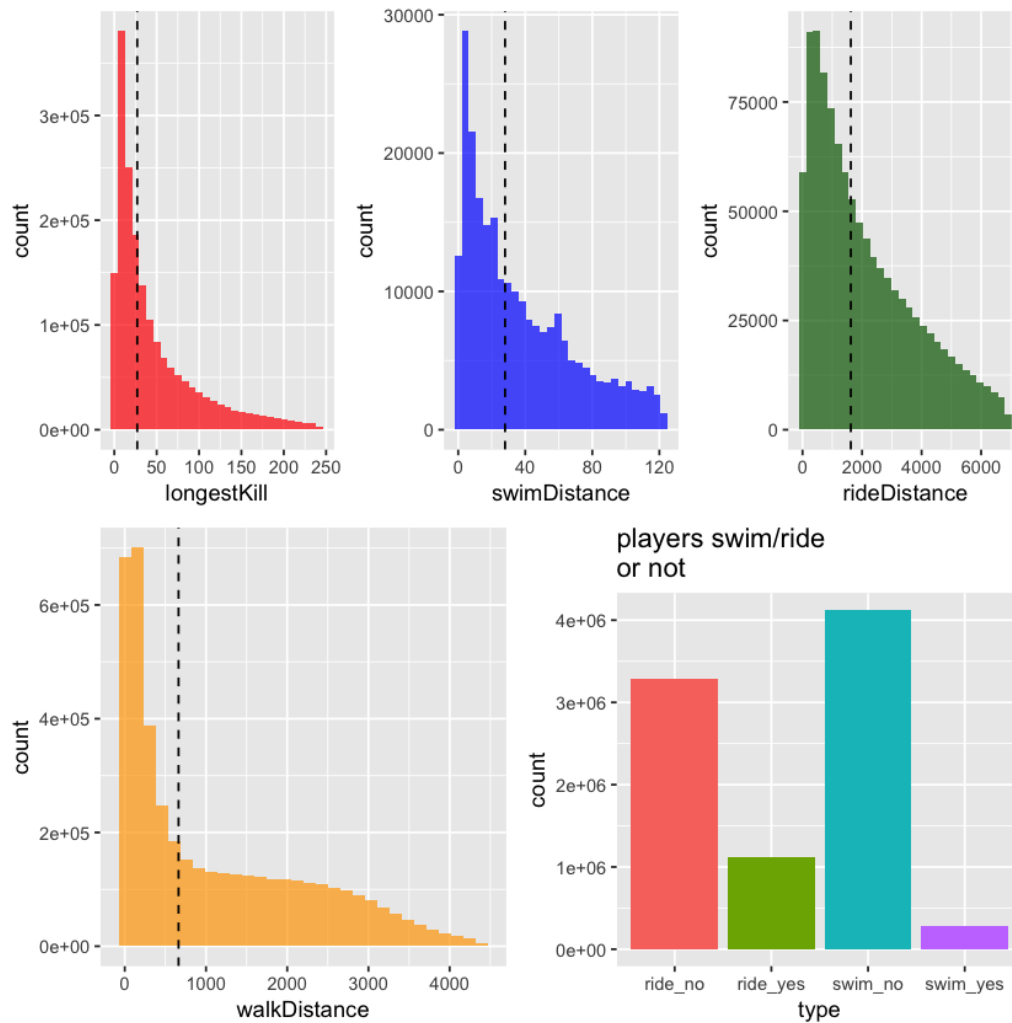 count
3e+05
2e+05
1e+05
0e+00
0 50 100 150 200 250
longestKill
count
30000
20000
10000
0
0 40 80 120
swimDistance
count
75000
50000
25000
0
0 2000 4000 6000
rideDistance
count
6e+05
4e+05
2e+05
0e+00
0 1000 2000 3000 4000
walkDistance
players swim/ride
or not
count
4e+06
3e+06
2e+06
1e+06
0e+00
ride_no ride_yes swim_no swim_yes
type